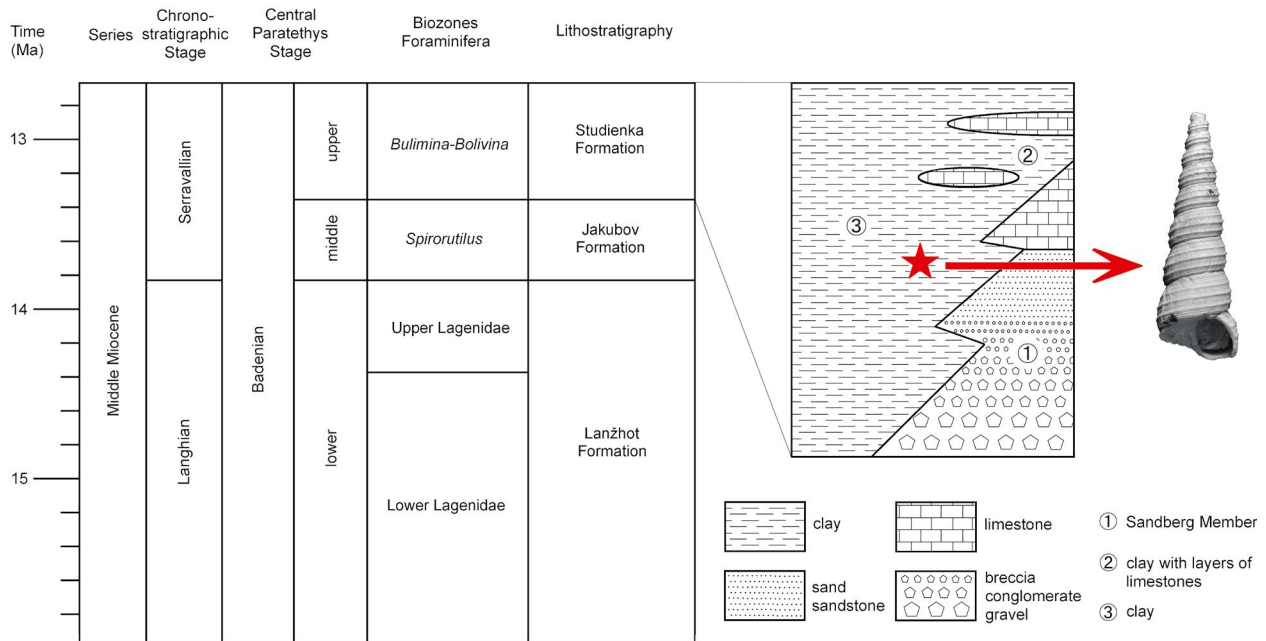 Time
(Ma)
Series
Chrono-
stratigraphic
Stage
Central
Paratethys
Stage
Biozones
Foraminifera
Lithostratigraphy
13
14
15
Middle Miocene
Serravallian
Langhian
Badenian
upper
middle
lower
Bulimina-Bolivina
Spirorutilus
Upper Lagenidae
Lower Lagenidae
Studienka
Formation
Jakubov
Formation
Lanžhot
Formation
②
③
①
clay
limestone
sand
sandstone
breccia
conglomerate
gravel
① Sandberg Member
② clay with layers of
limestones
③ clay